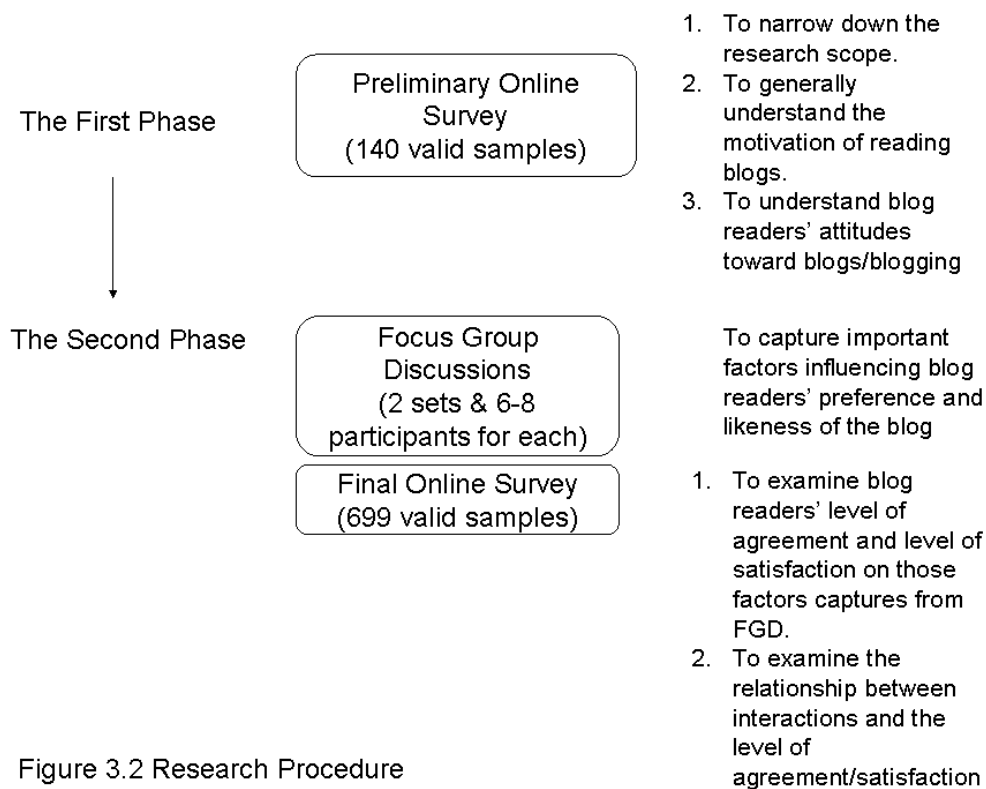 The First Phase
Preliminary Online
Survey
(140 valid samples)
1. To narrow down the
research scope.
2. To generally
understand the
motivation of reading
blogs.
3. To understand blog
readers’ attitudes
toward blogs/blogging
The Second Phase
Focus Group
Discussions
(2 sets & 6-8
participants for each)
To capture important
factors influencing blog
readers’ preference and
likeness of the blog
Final Online Survey
(699 valid samples)
1. To examine blog
readers’ level of
agreement and level of
satisfaction on those
factors captures from
FGD.
2. To examine the
relationship between
interactions and the
level of
agreement/satisfaction
Figure 3.2 Research Procedure